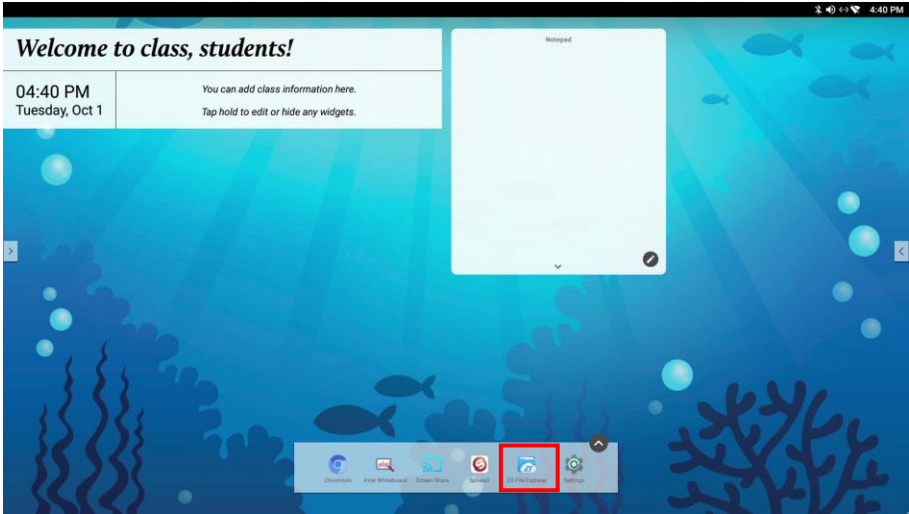 4:40 PM
Welcome to class, students!
04:40 PM
Tuesday, Oct 1
You can add class information here.
Tap hold to edit or hide any widgets.
Notepad
Chromium
AVer Whiteboard
Screen Share
ES File Explorer
Settings